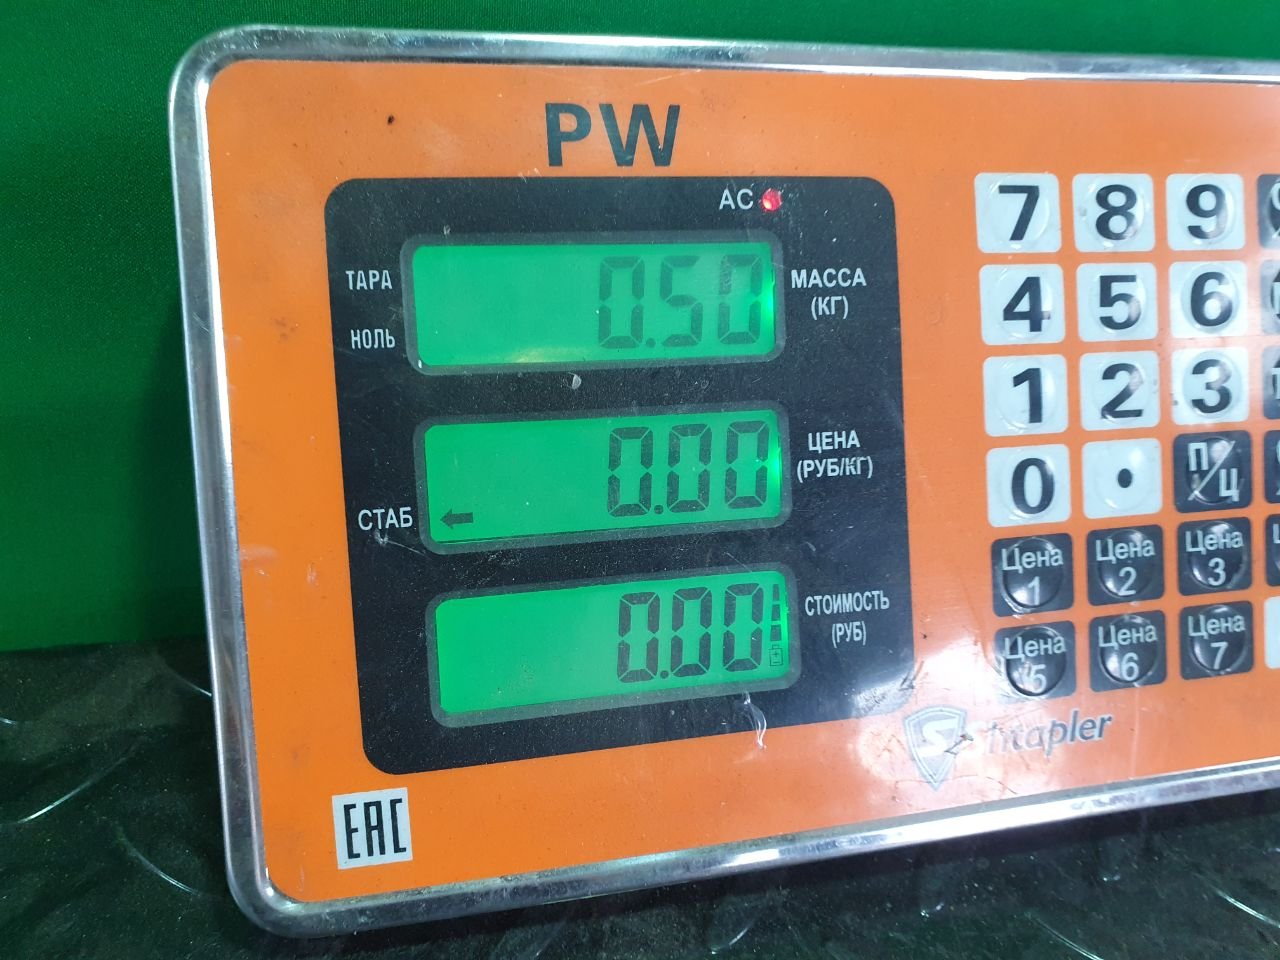 PW
AC
ТАРА
НОЛЬ
0.50
МАССА
(КГ)
СТАБ
0.00
ЦЕНА
(РУБ/КГ)
0.00
СТОИМОСТЬ
(РУБ)
7 8 9
4 5 6
1 2 3
0 . П/Ц
Цена 1 Цена 2 Цена 3
Цена 5 Цена 6 Цена 7
Shtapler
EAC